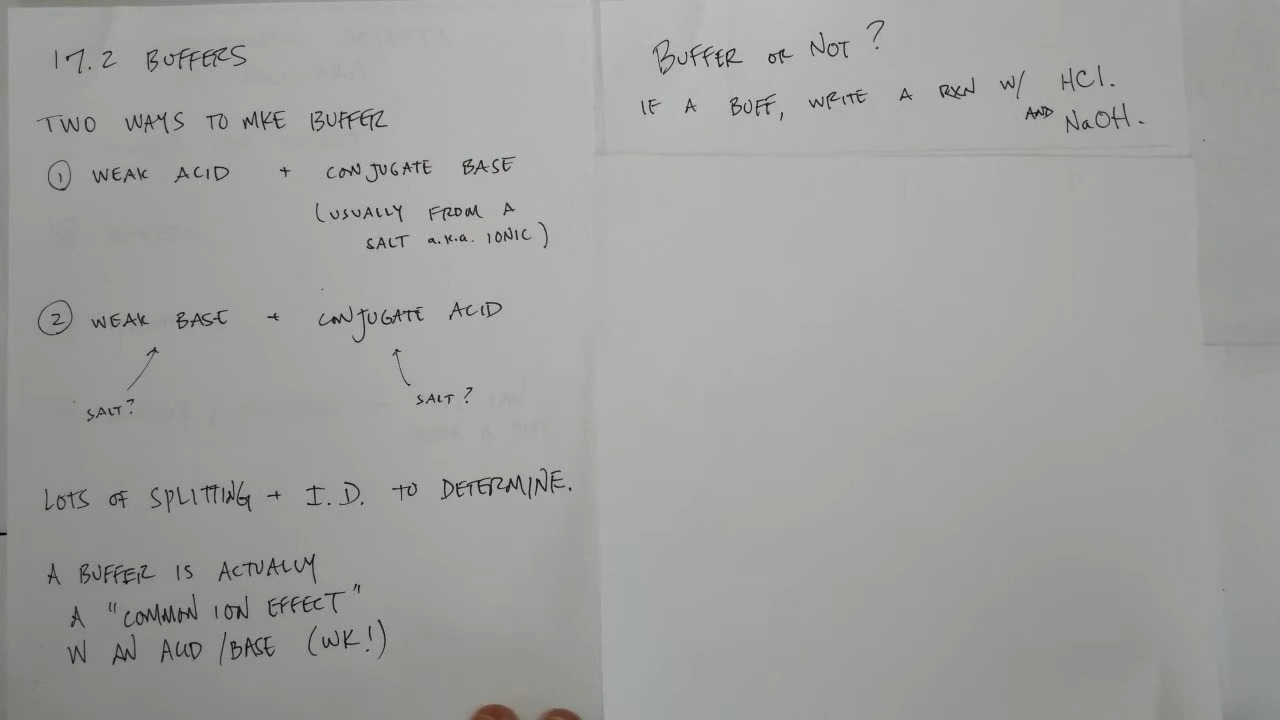 17.2 BUFFERS
TWO WAYS TO MKE BUFFER
① WEAK ACID + CONJUGATE BASE
(USUALLY FROM A
SALT a.k.a. IONIC)
② WEAK BASE + CONJUGATE ACID
SALT? SALT?
LOTS OF SPLITTING + I.D. TO DETERMINE.
A BUFFER IS ACTUALLY
A "COMMON ION EFFECT"
W AN ACID/BASE (WK!)
BUFFER OR NOT?
IF A BUFF, WRITE A RXN W/ HCl.
AND NaOH.